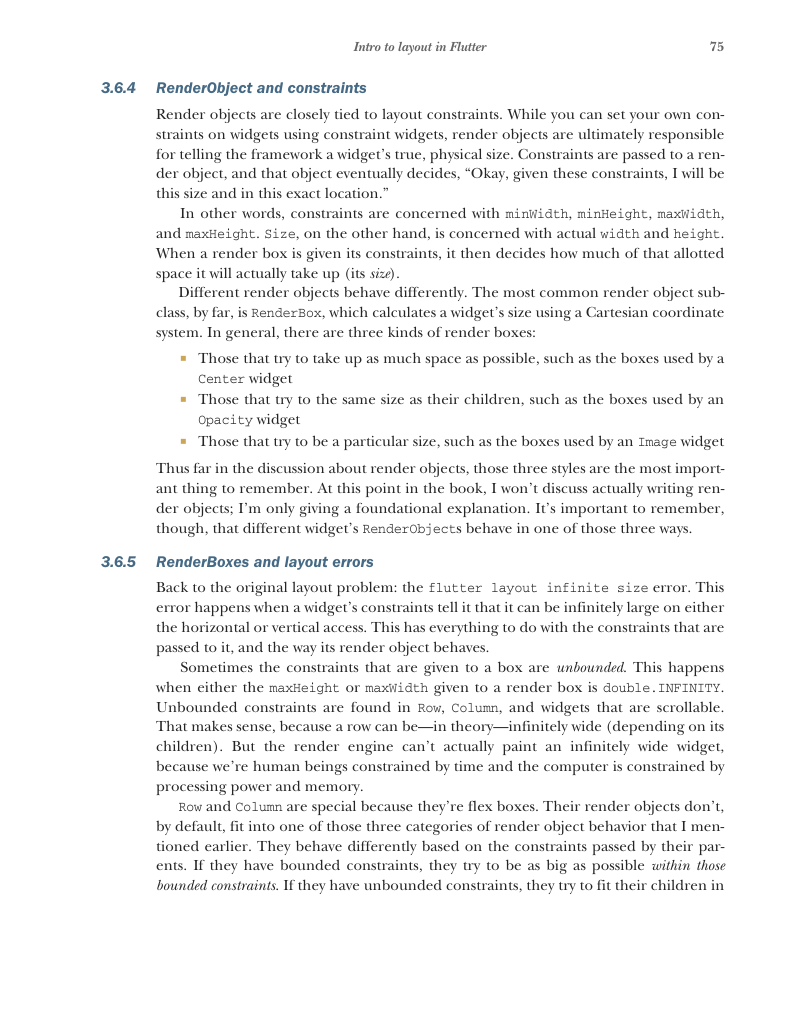 Intro to layout in Flutter 75
3.6.4 RenderObject and constraints
Render objects are closely tied to layout constraints. While you can set your own con-
straints on widgets using constraint widgets, render objects are ultimately responsible
for telling the framework a widget's true, physical size. Constraints are passed to a ren-
der object, and that object eventually decides, “Okay, given these constraints, I will be
this size and in this exact location.”
In other words, constraints are concerned with minWidth, minHeight, maxWidth,
and maxHeight. Size, on the other hand, is concerned with actual width and height.
When a render box is given its constraints, it then decides how much of that allotted
space it will actually take up (its size).
Different render objects behave differently. The most common render object sub-
class, by far, is RenderBox, which calculates a widget's size using a Cartesian coordinate
system. In general, there are three kinds of render boxes:
■ Those that try to take up as much space as possible, such as the boxes used by a
Center widget
■ Those that try to the same size as their children, such as the boxes used by an
Opacity widget
■ Those that try to be a particular size, such as the boxes used by an Image widget
Thus far in the discussion about render objects, those three styles are the most import-
ant thing to remember. At this point in the book, I won't discuss actually writing ren-
der objects; I'm only giving a foundational explanation. It's important to remember,
though, that different widget's RenderObjects behave in one of those three ways.
3.6.5 RenderBoxes and layout errors
Back to the original layout problem: the flutter layout infinite size error. This
error happens when a widget's constraints tell it that it can be infinitely large on either
the horizontal or vertical access. This has everything to do with the constraints that are
passed to it, and the way its render object behaves.
Sometimes the constraints that are given to a box are unbounded. This happens
when either the maxHeight or maxWidth given to a render box is double.INFINITY.
Unbounded constraints are found in Row, Column, and widgets that are scrollable.
That makes sense, because a row can be—in theory—infinitely wide (depending on its
children). But the render engine can't actually paint an infinitely wide widget,
because we're human beings constrained by time and the computer is constrained by
processing power and memory.
Row and Column are special because they're flex boxes. Their render objects don't,
by default, fit into one of those three categories of render object behavior that I men-
tioned earlier. They behave differently based on the constraints passed by their par-
ents. If they have bounded constraints, they try to be as big as possible within those
bounded constraints. If they have unbounded constraints, they try to fit their children in